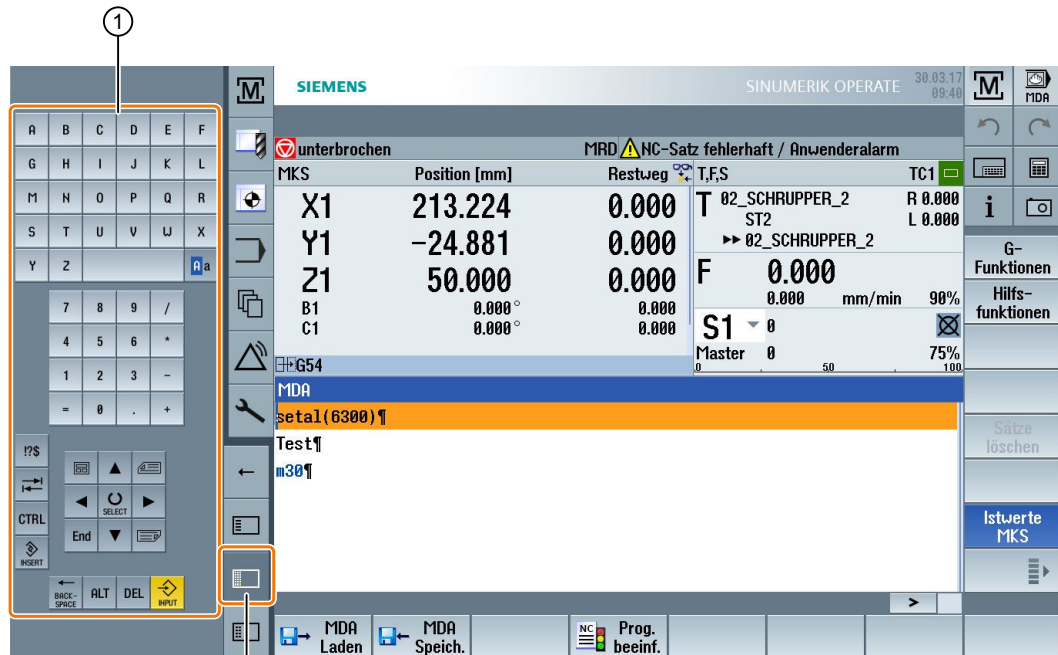 1
SIEMENS
SINUMERIK OPERATE
30.03.17
09:40
MDA
unterbrochen
MRD NC-Satz fehlerhaft / Anwenderalarm
MKS Position [mm] Restweg
X1 213.224 0.000
Y1 -24.881 0.000
Z1 50.000 0.000
B1 0.000° 0.000
C1 0.000° 0.000
G54
T,F,S TC1
T 02_SCHRUPPER_2 R 0.000
ST2 L 0.000
▸▸ 02_SCHRUPPER_2
F 0.000
0.000 mm/min 90%
S1 0
Master 0 75%
0 50 100
MDA
setal(6300)¶
Test¶
m30¶
>
A B C D E F
G H I J K L
M N O P Q R
S T U V W X
Y Z A a
7 8 9 /
4 5 6 *
1 2 3 -
= 0 . +
!?$
SELECT
CTRL
End
INSERT
BACK-
SPACE
ALT DEL INPUT
i
G-
Funktionen
Hilfs-
funktionen
Sätze
löschen
Istwerte
MKS
MDA
Laden
MDA
Speich.
NC
Prog.
beeinf.